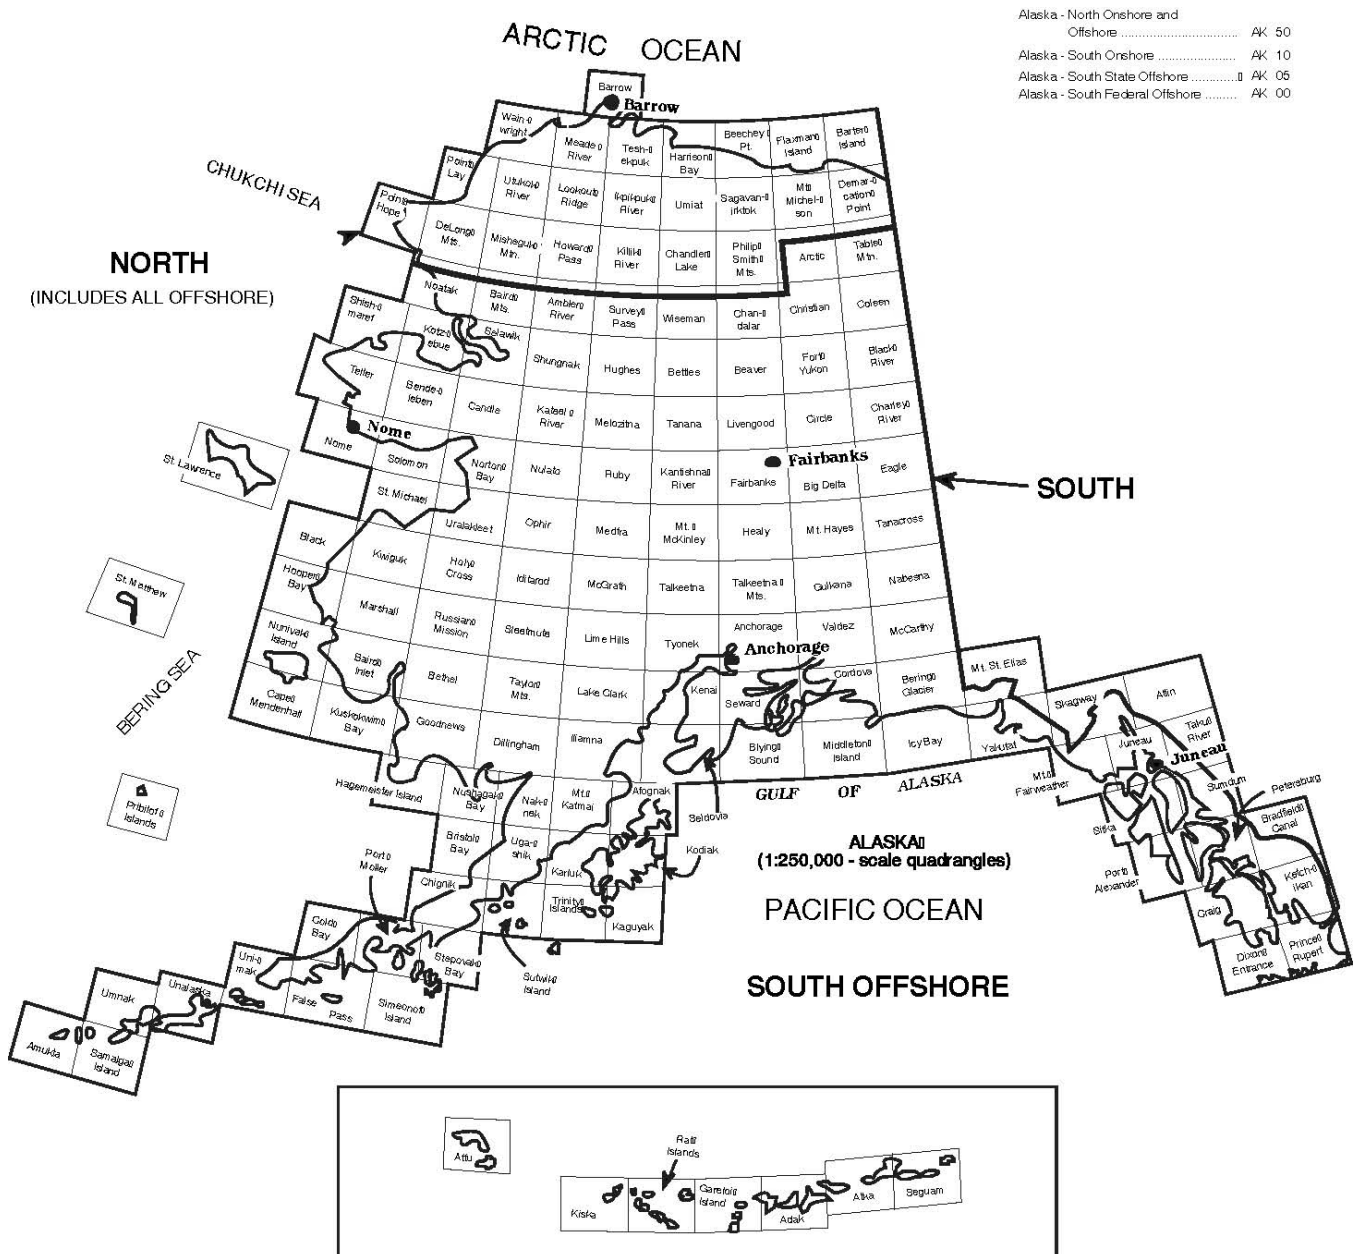 Alaska - North Onshore and
Offshore ................................. AK 50
Alaska - South Onshore ...................... AK 10
Alaska - South State Offshore ............. AK 05
Alaska - South Federal Offshore ......... AK 00
ARCTIC OCEAN
Barrow
Barrow
Wain-
wright
Meade
River
Tesh-
ekpuk
Harrison
Bay
Beechey
Pt.
Flaxman
Island
Barter
Island
CHUKCHI SEA
Point
Lay
Utukok
River
Lookout
Ridge
Ikpikpuk
River
Umiat
Sagavan-
irktok
Mt
Michel-
son
Demar-
cation
Point
Point
Hope
DeLong
Mts.
Misheguk
Mtn.
Howard
Pass
Killik
River
Chandler
Lake
Philip
Smith
Mts.
Arctic
Table
Mtn.
NORTH
(INCLUDES ALL OFFSHORE)
Noatak
Baird
Mts.
Ambler
River
Survey
Pass
Wiseman
Chan-
dalar
Christian
Coleen
Shish-
maref
Kotz-
ebue
Selawik
Shungnak
Hughes
Bettles
Beaver
Fort
Yukon
Black
River
Teller
Bende-
leben
Candle
Kateel
River
Melozitna
Tanana
Livengood
Circle
Charley
River
Nome
Nome
Solomon
Norton
Bay
Nulato
Ruby
Kantishna
River
Fairbanks
Fairbanks
Big Delta
Eagle
St. Lawrence
SOUTH
St. Michael
Unalakleet
Ophir
Medfra
Mt.
McKinley
Healy
Mt. Hayes
Tanacross
Black
Kwiguk
Holy
Cross
Iditarod
McGrath
Talkeetna
Talkeetna
Mts.
Gulkana
Nabesna
St. Matthew
Hooper
Bay
Marshall
Russian
Mission
Sleetmute
Lime Hills
Tyonek
Anchorage
Valdez
McCarthy
Anchorage
Nunivak
Island
Baird
Inlet
Bethel
Taylor
Mts.
Lake Clark
Kenai
Seward
Cordova
Bering
Glacier
Mt. St. Elias
BERING SEA
Cape
Mendenhall
Kuskokwim
Bay
Goodnews
Dillingham
Iliamna
Blying
Sound
Middleton
Island
Icy Bay
Yakutat
Skagway
Atlin
Juneau
Taku
River
Juneau
Hagemeister Island
Nushagak
Bay
Nak-
nek
Mt.
Katmai
Afognak
Seldovia
GULF OF ALASKA
Mt.
Fairweather
Sumdum
Petersburg
Pribilof
Islands
Bristol
Bay
Uga-
shik
Karluk
Kodiak
ALASKA
(1:250,000 - scale quadrangles)
Sitka
Bradfield
Canal
Port
Moller
Chignik
Trinity
Islands
Kaguyak
PACIFIC OCEAN
Port
Alexander
Craig
Ketch-
ikan
Cold
Bay
Stepovak
Bay
Sutwik
Island
SOUTH OFFSHORE
Dixon
Entrance
Prince
Rupert
Uni-
mak
False
Pass
Simeonof
Island
Umnak
Unalaska
Amukta
Samalga
Island
Attu
Rat
Islands
Kiska
Gareloi
Island
Adak
Atka
Seguam